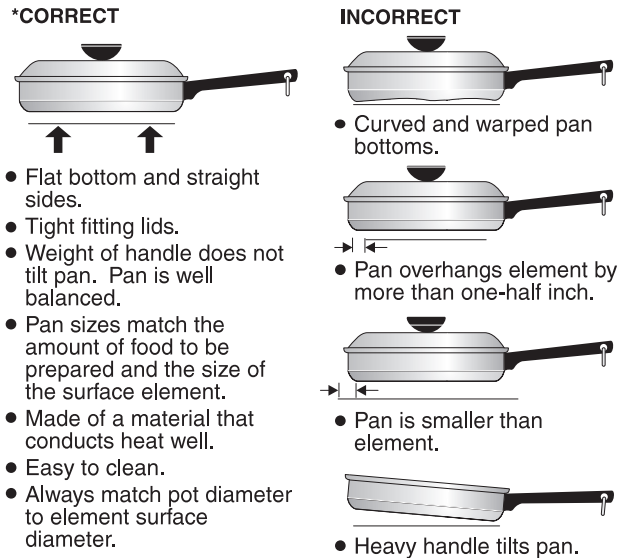 *CORRECT
• Flat bottom and straight
sides.
• Tight fitting lids.
• Weight of handle does not
tilt pan.  Pan is well
balanced.
• Pan sizes match the
amount of food to be
prepared and the size of
the surface element.
• Made of a material that
conducts heat well.
• Easy to clean.
• Always match pot diameter
to element surface
diameter.
INCORRECT
• Curved and warped pan
bottoms.
• Pan overhangs element by
more than one-half inch.
• Pan is smaller than
element.
• Heavy handle tilts pan.